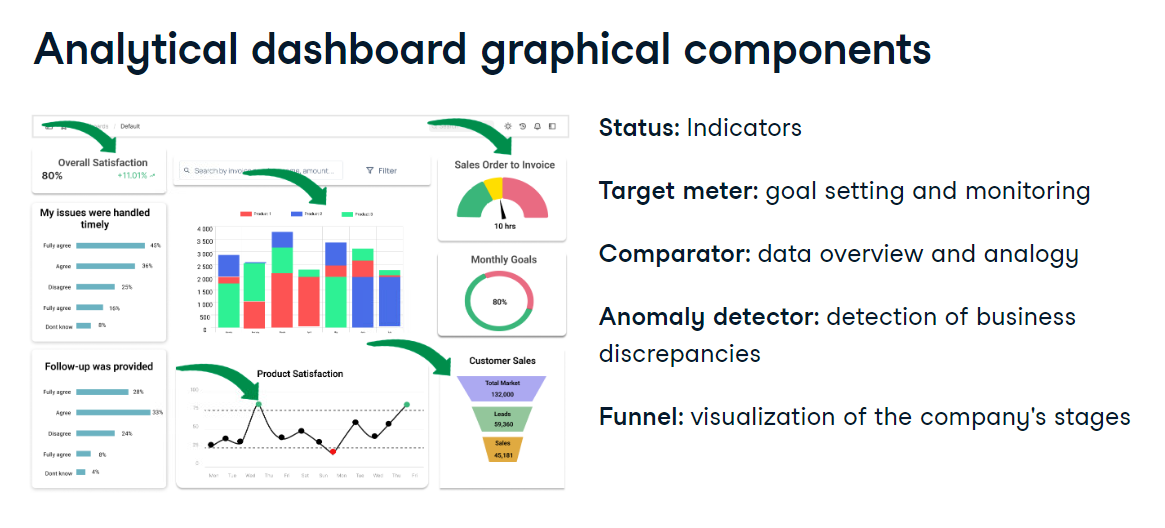 Analytical dashboard graphical components
Default
Overall Satisfaction
80% +11.01%
My issues were handled
timely
Fully agree 40%
Agree 36%
Disagree 25%
Fully agree 16%
Dont know 8%
Follow-up was provided
Fully agree 28%
Agree 33%
Disagree 24%
Fully agree 8%
Dont know 4%
Search by amount...
Filter
Product 1 Product 2 Product 3
4 000
3 500
3 000
2 500
2 000
1 500
1 000
500
0
Product Satisfaction
100
75
50
25
0
Mon Tue Wed Thu Fri Sat Sun Mon Tue Wed Thu Fri
Sales Order to Invoice
10 hrs
Monthly Goals
80%
Customer Sales
Total Market
132,000
Leads
59,360
Sales
45,181
Status: Indicators
Target meter: goal setting and monitoring
Comparator: data overview and analogy
Anomaly detector: detection of business
discrepancies
Funnel: visualization of the company's stages